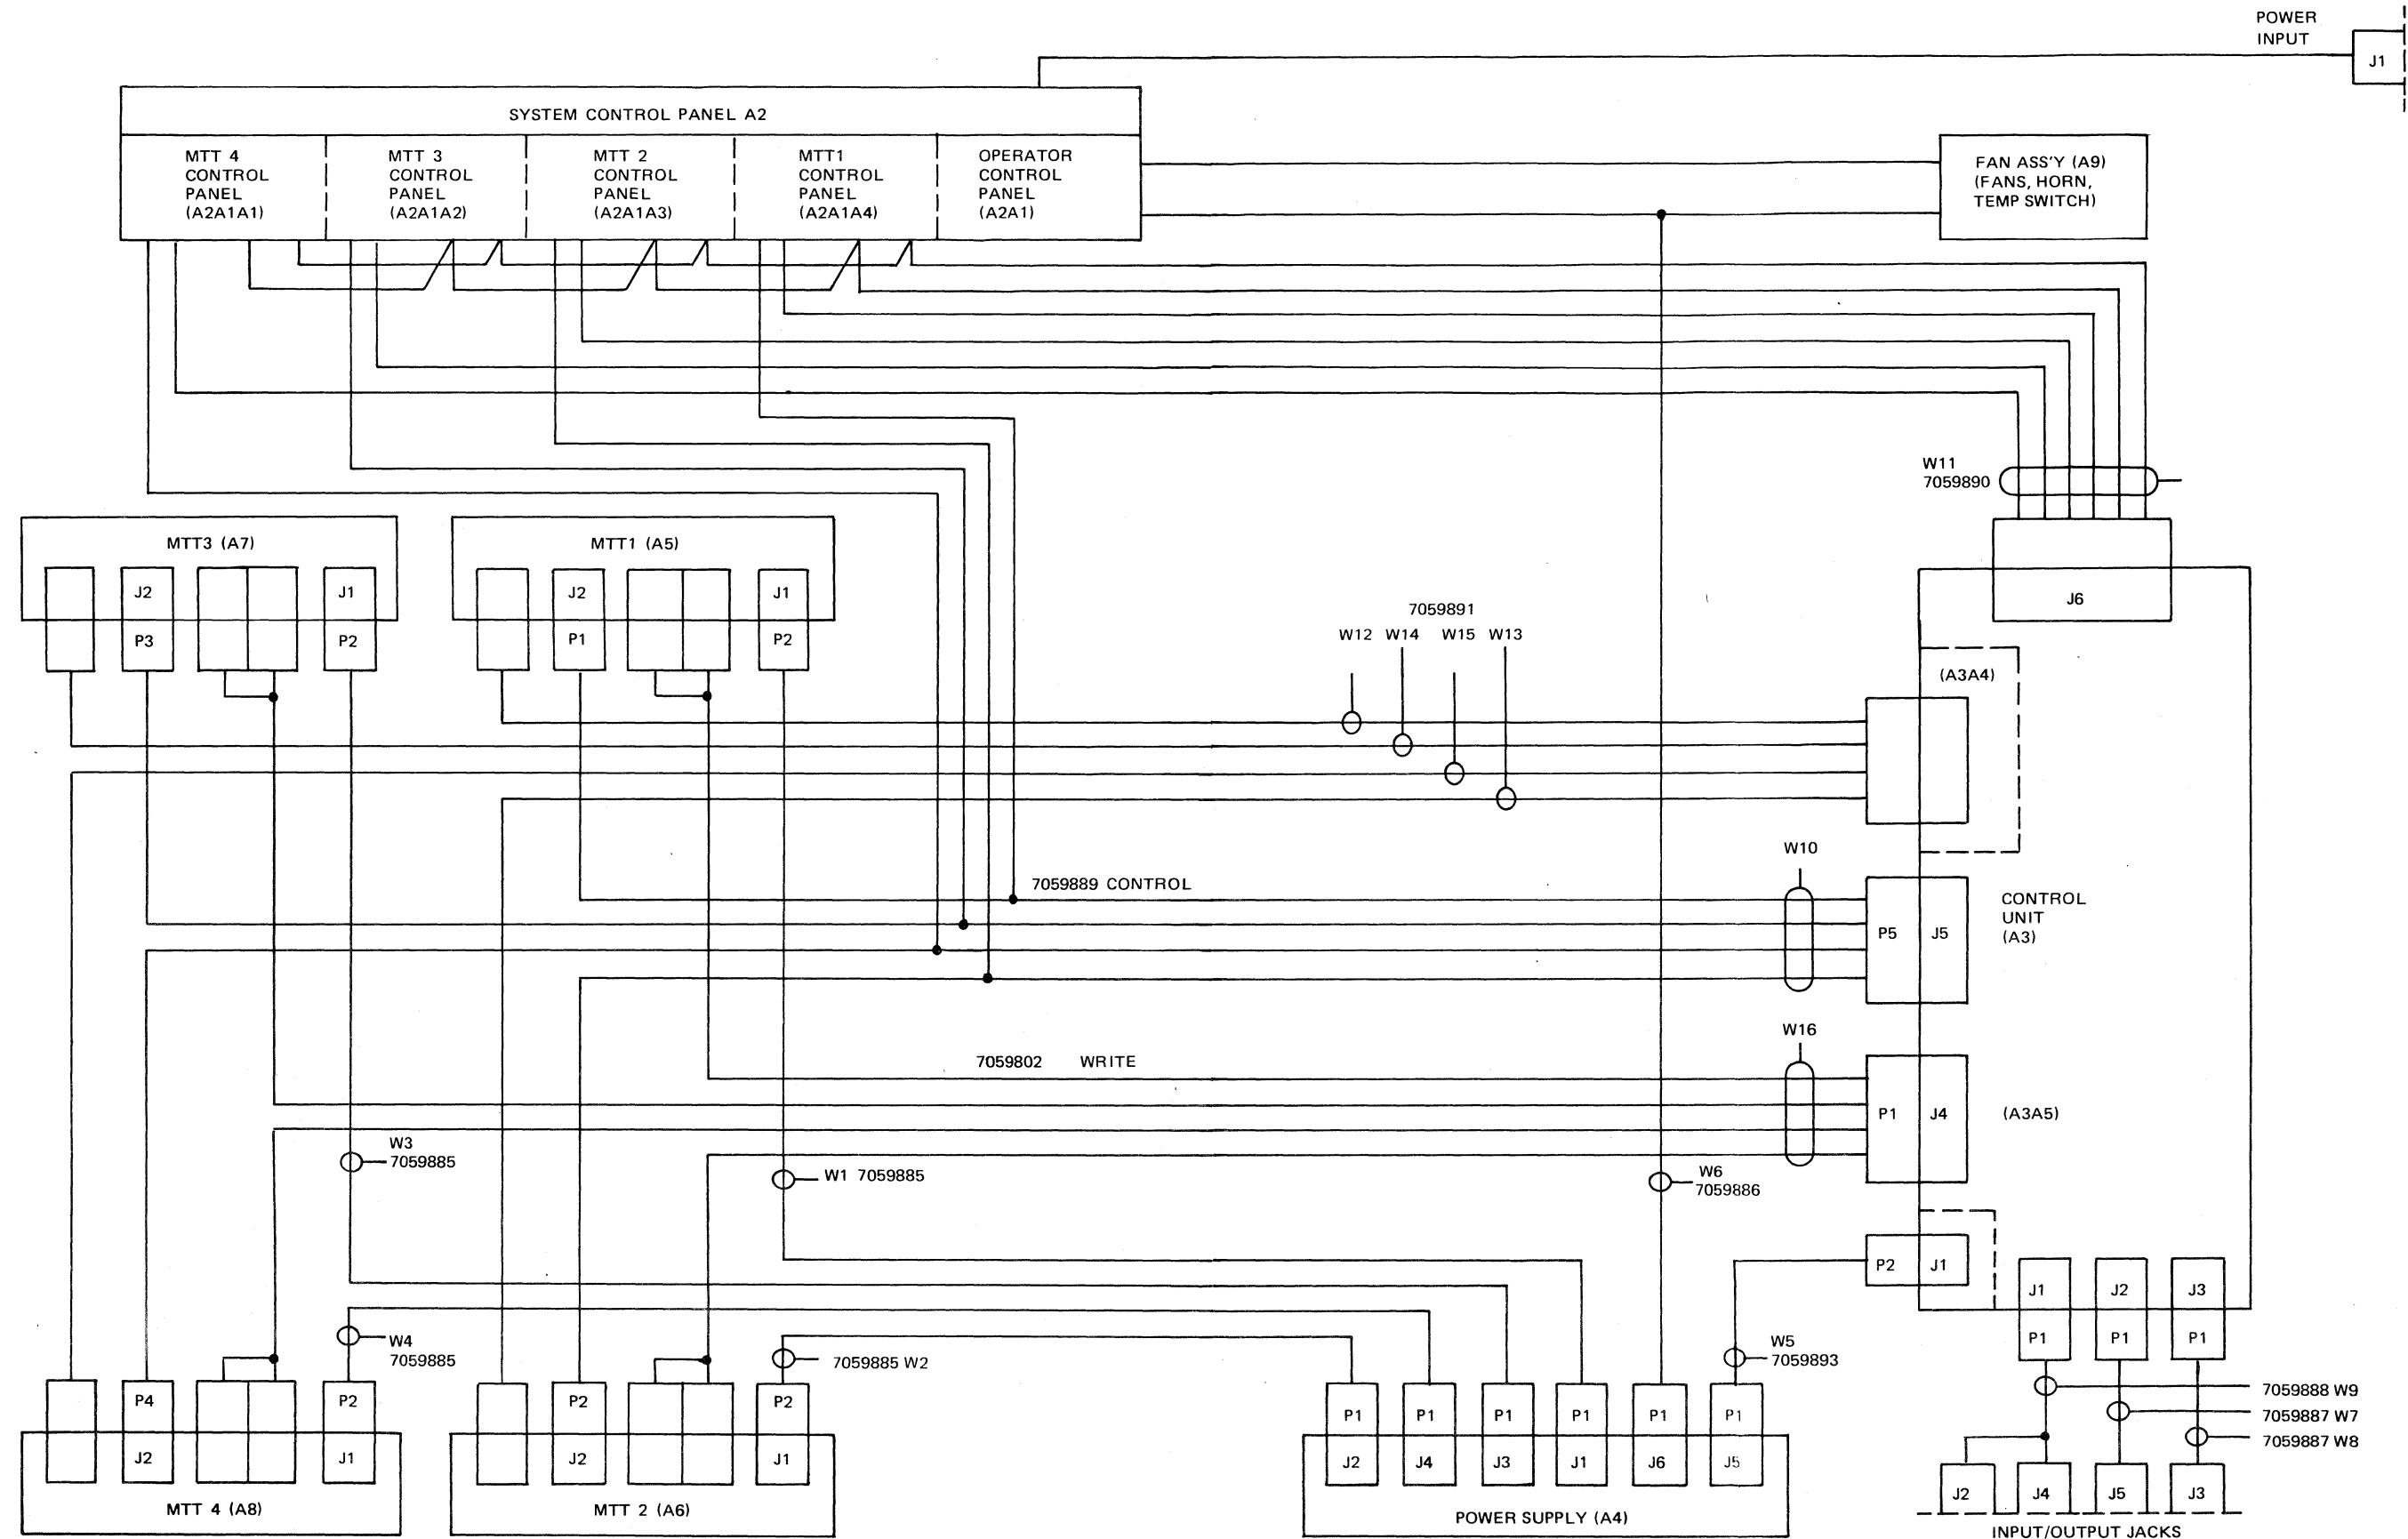 POWER
INPUT
J1
SYSTEM CONTROL PANEL A2
MTT 4
CONTROL
PANEL
(A2A1A1)
MTT 3
CONTROL
PANEL
(A2A1A2)
MTT 2
CONTROL
PANEL
(A2A1A3)
MTT1
CONTROL
PANEL
(A2A1A4)
OPERATOR
CONTROL
PANEL
(A2A1)
FAN ASS'Y (A9)
(FANS, HORN,
TEMP SWITCH)
W11
7059890
J6
MTT3 (A7)
J2
J1
P3
P2
MTT1 (A5)
J2
J1
P1
P2
7059891
W12 W14 W15 W13
(A3A4)
W10
7059889 CONTROL
P5
J5
CONTROL
UNIT
(A3)
W16
7059802 WRITE
P1
J4
(A3A5)
W3
7059885
W1 7059885
W6
7059886
P2
J1
J1
J2
J3
P1
P1
P1
W4
7059885
7059885 W2
W5
7059893
7059888 W9
7059887 W7
7059887 W8
P4
P2
J2
J1
MTT 4 (A8)
P2
P2
J2
J1
MTT 2 (A6)
P1
P1
P1
P1
P1
P1
J2
J4
J3
J1
J6
J5
POWER SUPPLY (A4)
J2
J4
J5
J3
INPUT/OUTPUT JACKS